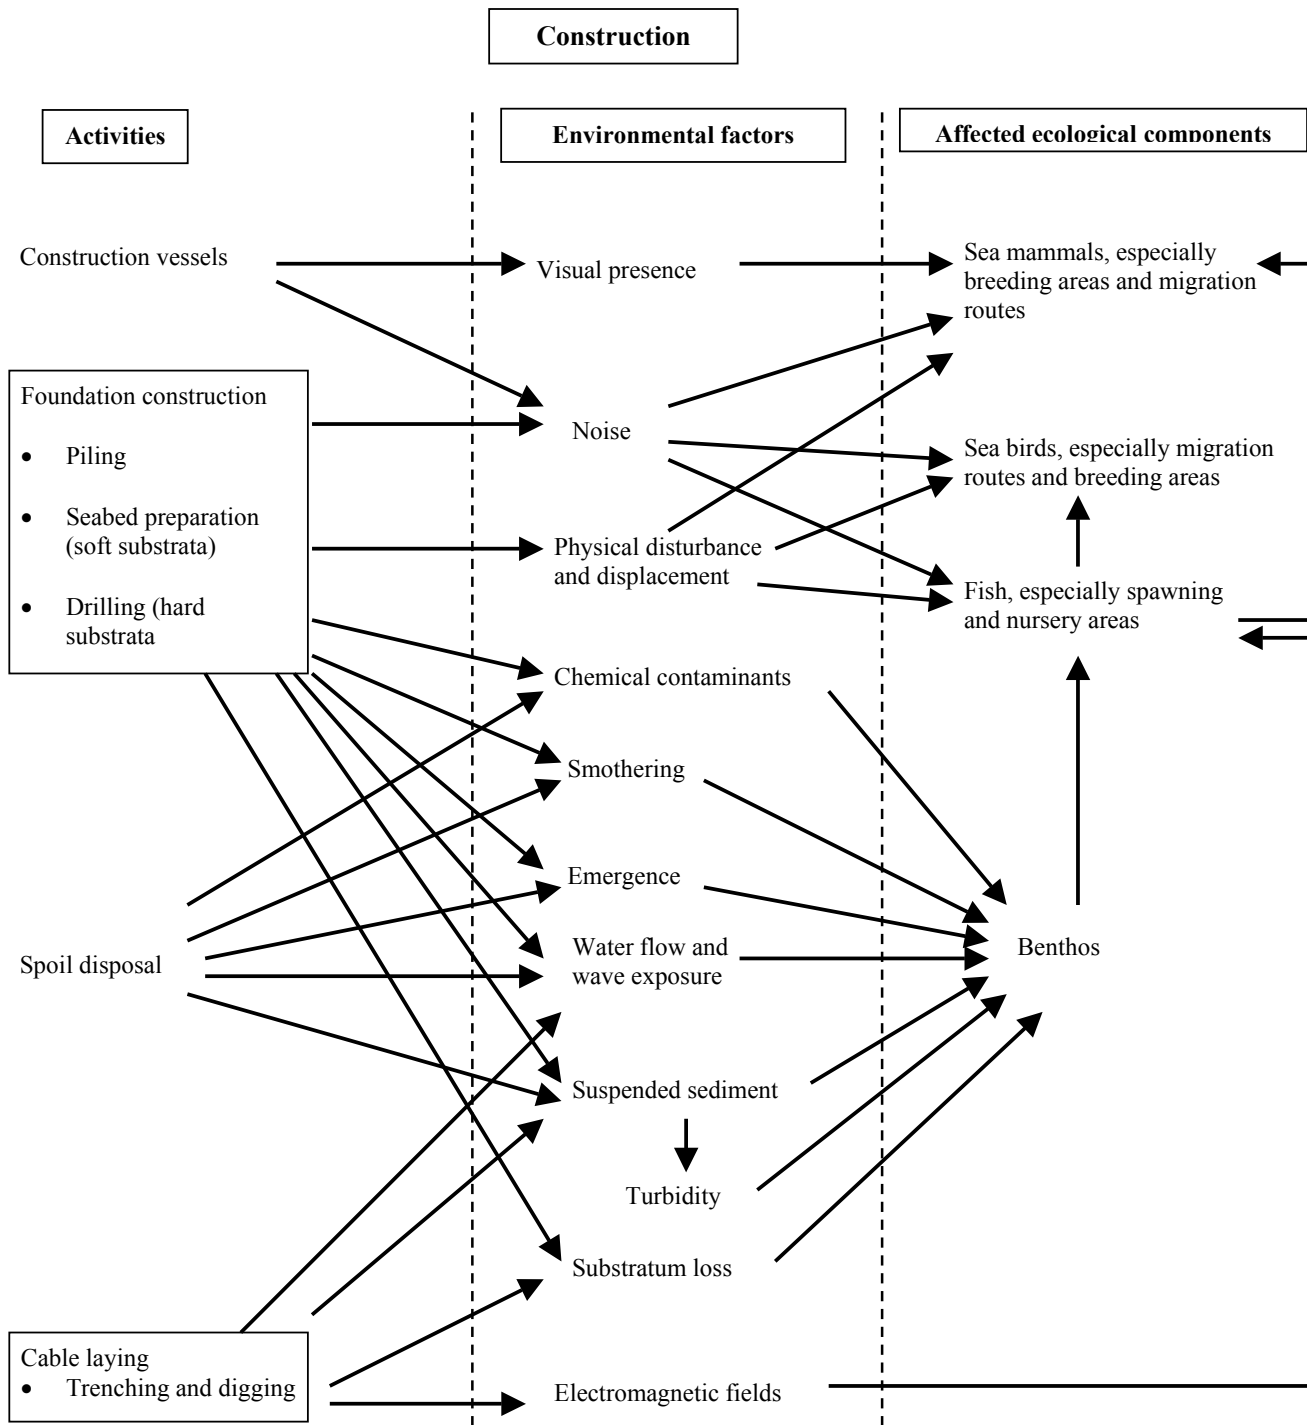 Construction
Activities
Environmental factors
Affected ecological components
Construction vessels
Visual presence
Sea mammals, especially
breeding areas and migration
routes
Foundation construction
• Piling
• Seabed preparation
(soft substrata)
• Drilling (hard
substrata
Noise
Sea birds, especially migration
routes and breeding areas
Physical disturbance
and displacement
Fish, especially spawning
and nursery areas
Chemical contaminants
Smothering
Emergence
Spoil disposal
Water flow and
wave exposure
Benthos
Suspended sediment
Turbidity
Substratum loss
Cable laying
• Trenching and digging
Electromagnetic fields